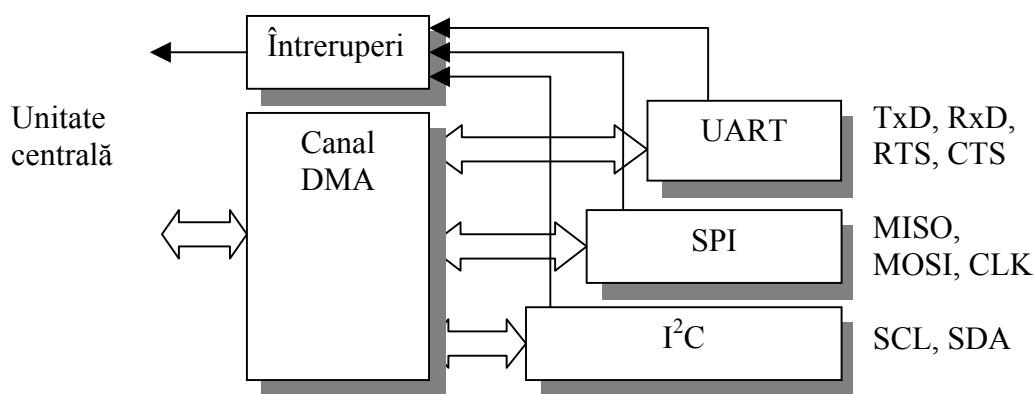 Întreruperi
Unitate
centrală
Canal
DMA
UART
TxD, RxD,
RTS, CTS
SPI
MISO,
MOSI, CLK
I²C
SCL, SDA